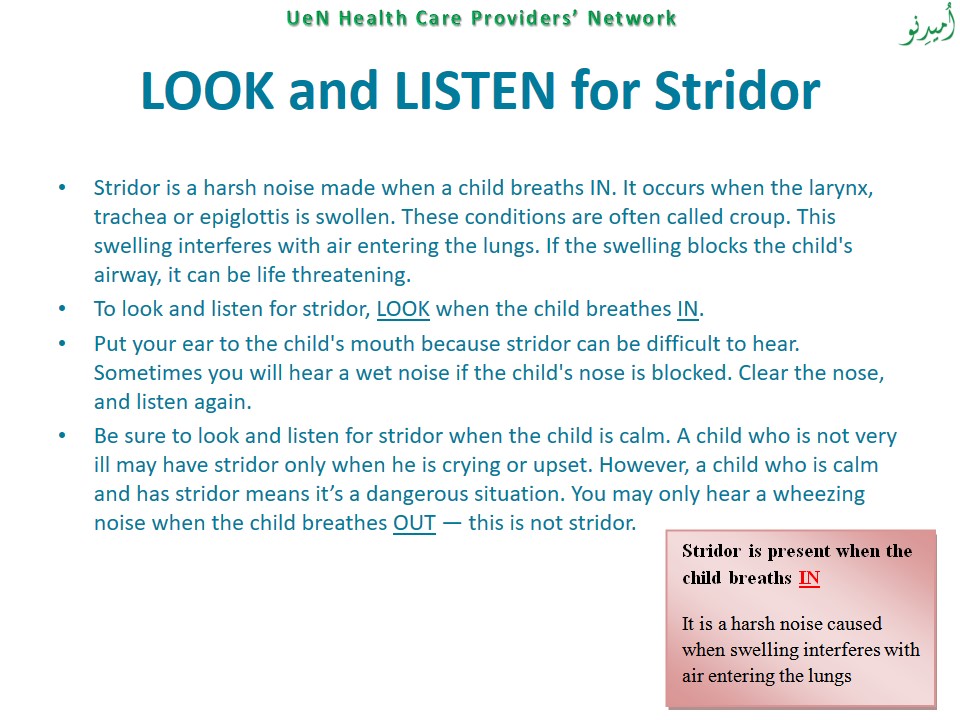 UeN Health Care Providers’ Network
اُميدِنو
LOOK and LISTEN for Stridor
• Stridor is a harsh noise made when a child breaths IN. It occurs when the larynx,
trachea or epiglottis is swollen. These conditions are often called croup. This
swelling interferes with air entering the lungs. If the swelling blocks the child's
airway, it can be life threatening.
• To look and listen for stridor, LOOK when the child breathes IN.
• Put your ear to the child's mouth because stridor can be difficult to hear.
Sometimes you will hear a wet noise if the child's nose is blocked. Clear the nose,
and listen again.
• Be sure to look and listen for stridor when the child is calm. A child who is not very
ill may have stridor only when he is crying or upset. However, a child who is calm
and has stridor means it’s a dangerous situation. You may only hear a wheezing
noise when the child breathes OUT — this is not stridor.
Stridor is present when the
child breaths IN
It is a harsh noise caused
when swelling interferes with
air entering the lungs